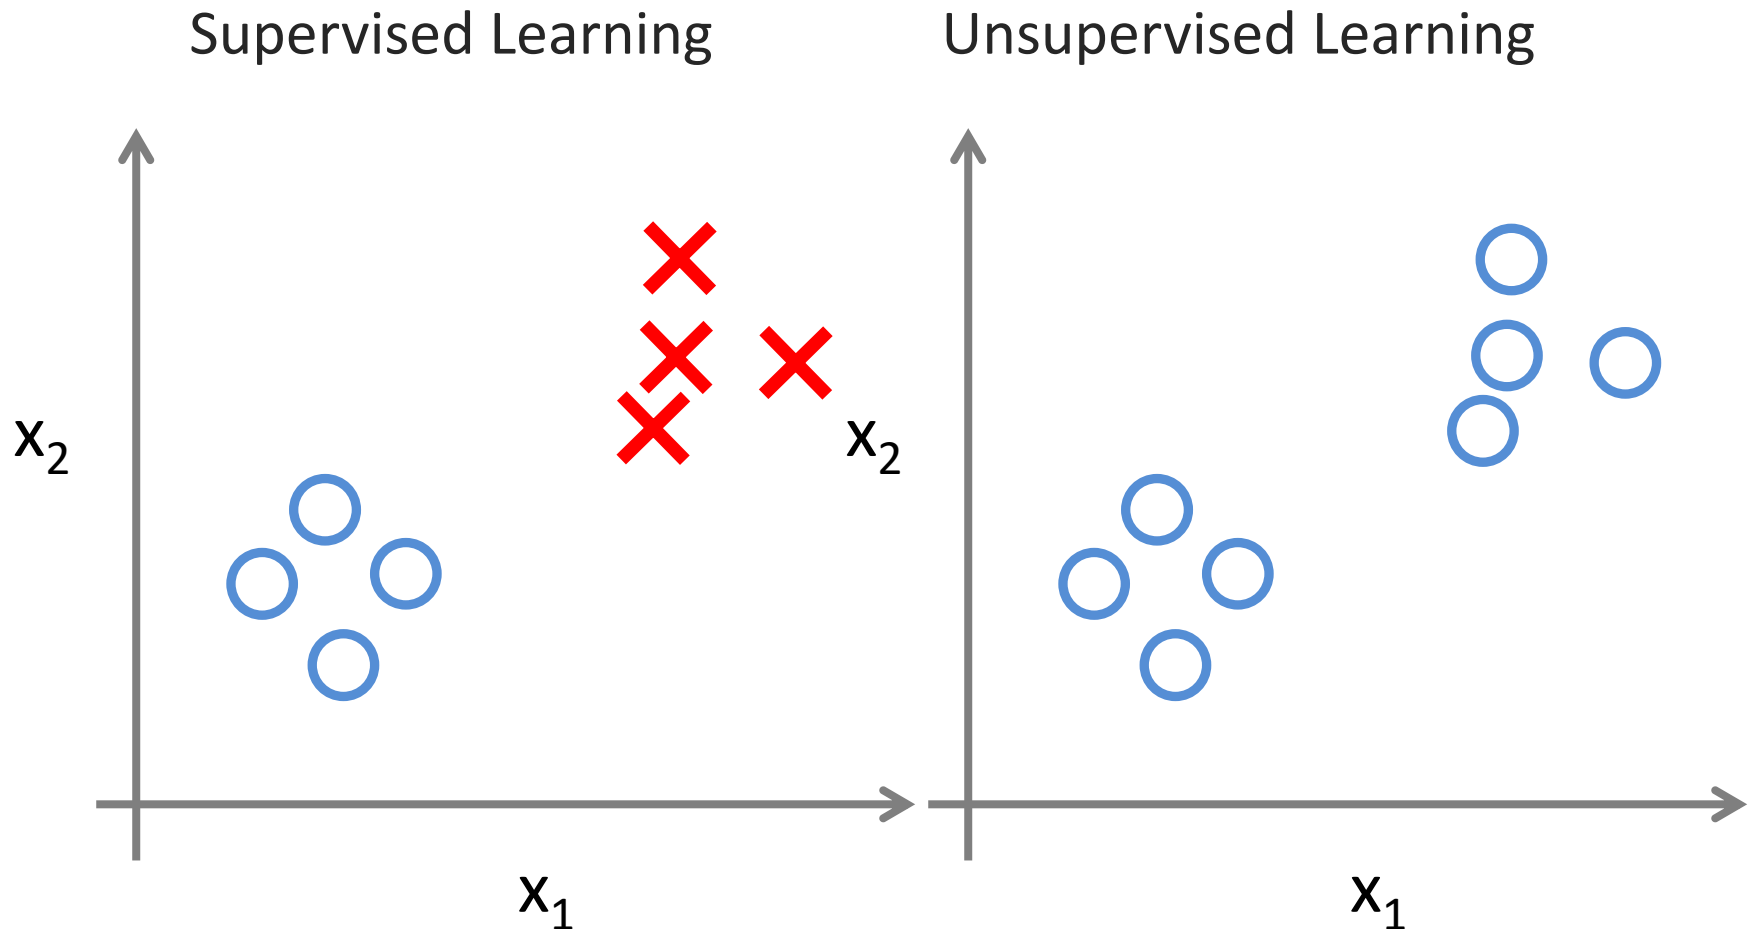 Supervised Learning
Unsupervised Learning
x₂
x₂
x₁
x₁